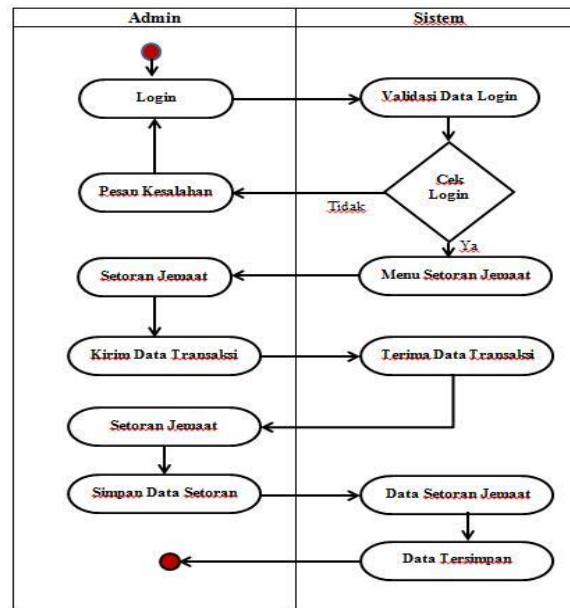 Admin
Sistem
Login
Validasi Data Login
Cek
Login
Pesan Kesalahan
Tidak
Ya
Setoran Jemaat
Menu Setoran Jemaat
Kirim Data Transaksi
Terima Data Transaksi
Setoran Jemaat
Simpan Data Setoran
Data Setoran Jemaat
Data Tersimpan